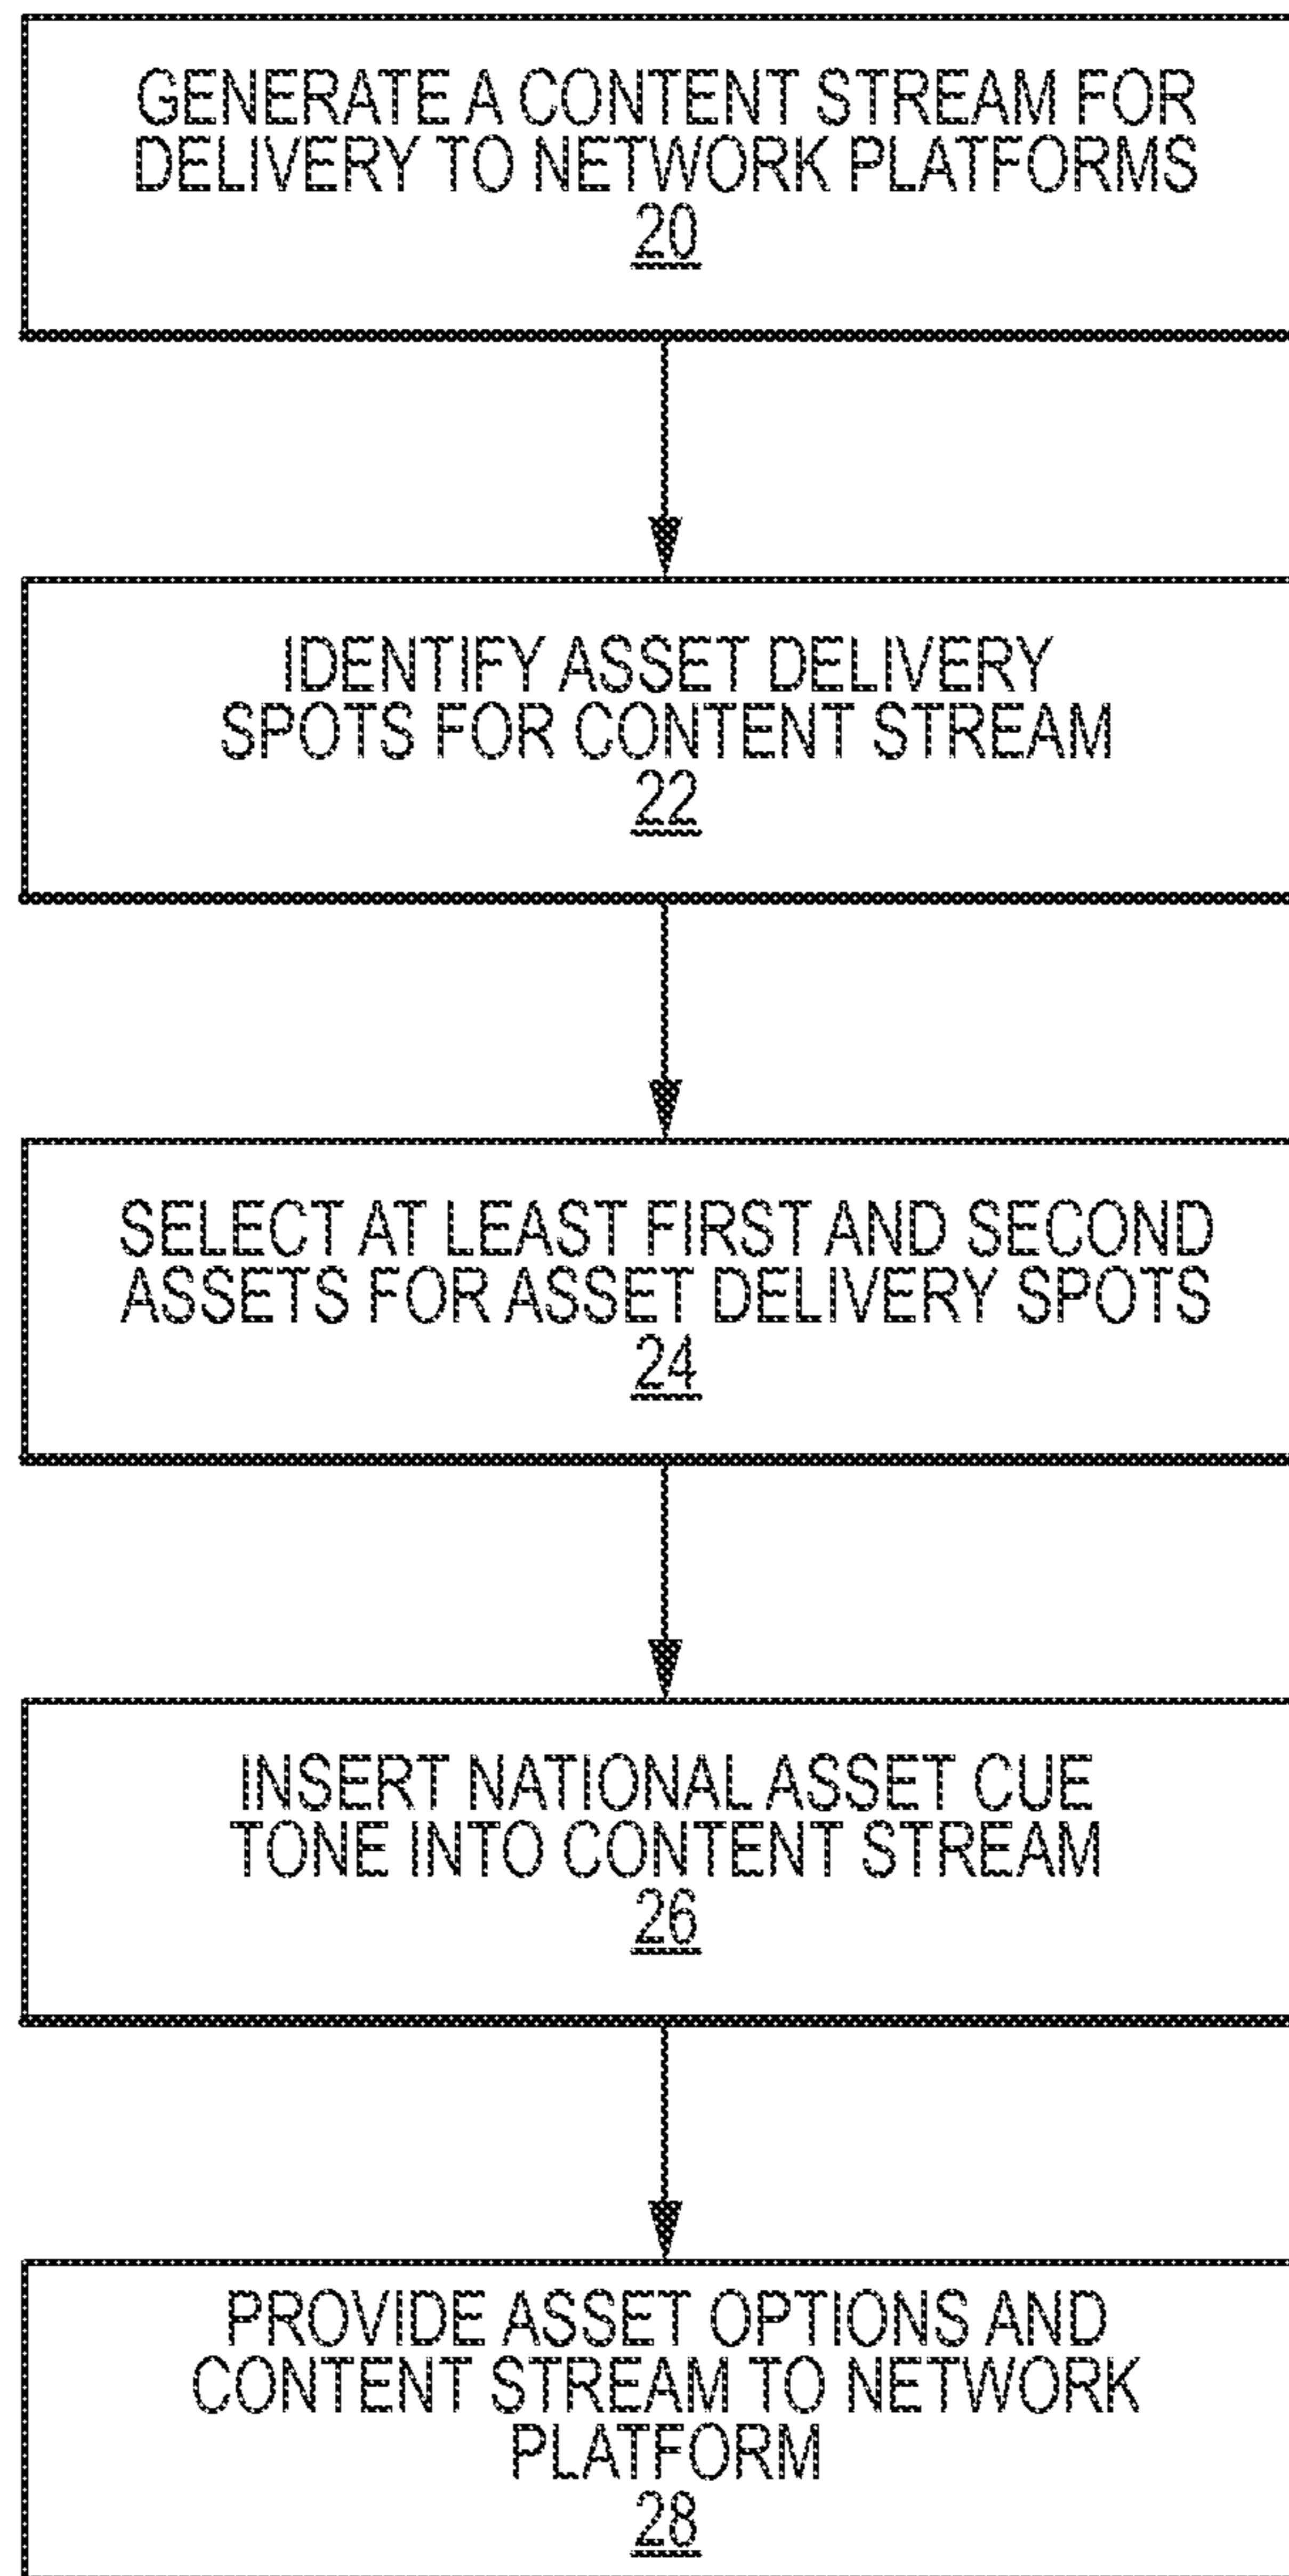 GENERATE A CONTENT STREAM FOR
DELIVERY TO NETWORK PLATFORMS
20
IDENTIFY ASSET DELIVERY
SPOTS FOR CONTENT STREAM
22
SELECT AT LEAST FIRST AND SECOND
ASSETS FOR ASSET DELIVERY SPOTS
24
INSERT NATIONAL ASSET CUE
TONE INTO CONTENT STREAM
26
PROVIDE ASSET OPTIONS AND
CONTENT STREAM TO NETWORK
PLATFORM
28